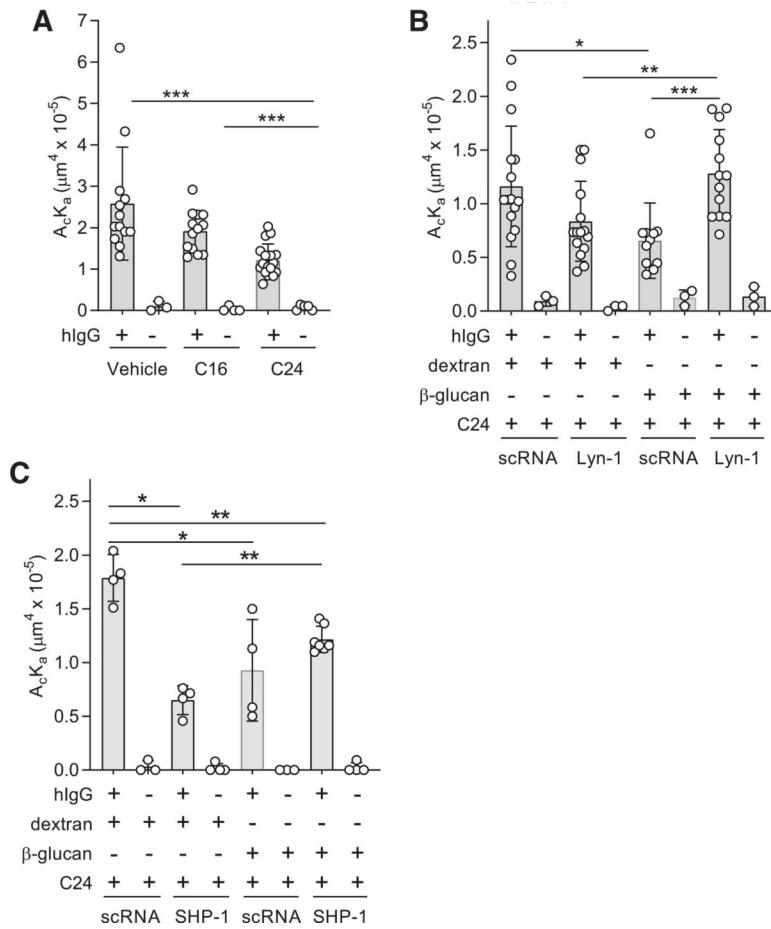 A
A_cK_a (μm⁴ x 10⁻⁵)
7
6
5
4
3
2
1
0
***
***
hIgG + - + - + -
Vehicle C16 C24
B
A_cK_a (μm⁴ x 10⁻⁵)
2.5
2.0
1.5
1.0
0.5
0.0
*
**
***
hIgG + - + - + - + -
dextran + + + + - - - -
β-glucan - - - - + + + +
C24 + + + + + + + +
scRNA Lyn-1 scRNA Lyn-1
C
A_cK_a (μm⁴ x 10⁻⁵)
2.5
2.0
1.5
1.0
0.5
0.0
*
**
*
**
hIgG + - + - + - + -
dextran + + + + - - - -
β-glucan - - - - + + + +
C24 + + + + + + + +
scRNA SHP-1 scRNA SHP-1